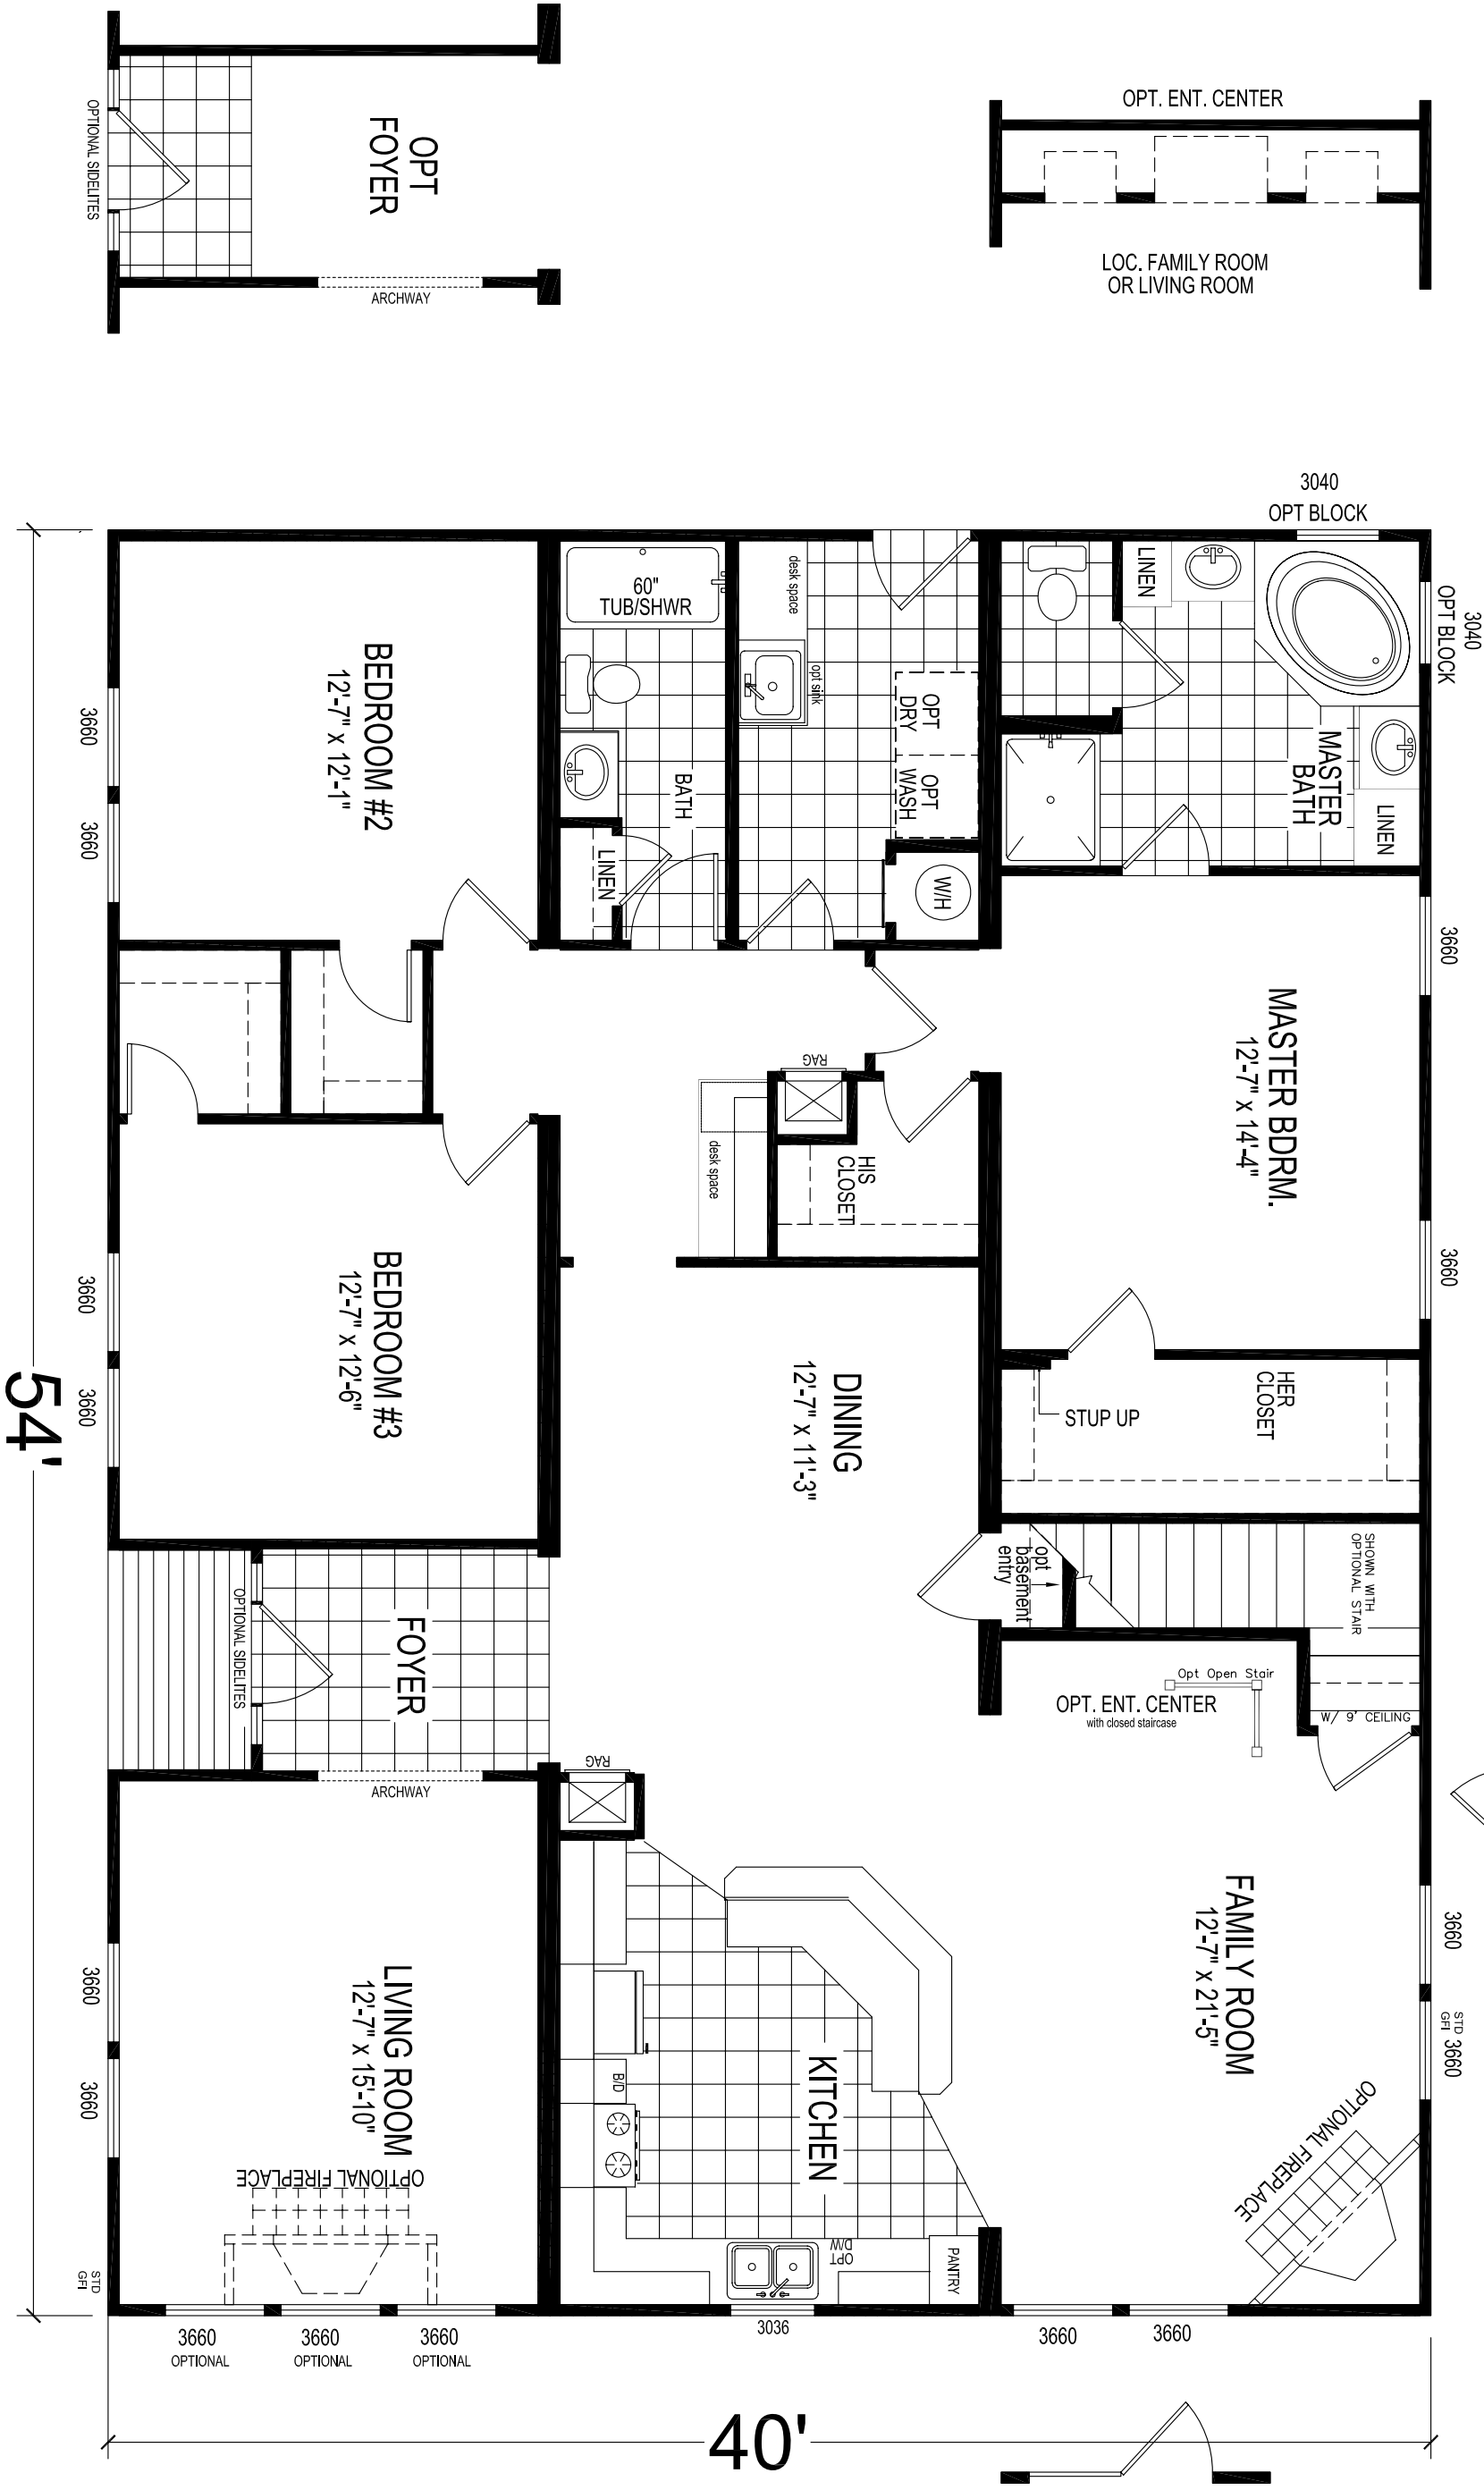 OPT. ENT. CENTER
LOC. FAMILY ROOM
OR LIVING ROOM
OPT
FOYER
OPTIONAL SIDELITES
ARCHWAY
3040
OPT BLOCK
3040
OPT BLOCK
LINEN
MASTER
BATH
LINEN
desk space
opt sink
OPT
DRY
OPT
WASH
W/H
60"
TUB/SHWR
BATH
LINEN
BEDROOM #2
12'-7" x 12'-1"
3660
3660
3660
MASTER BDRM.
12'-7" x 14'-4"
3660
RAG
HIS
CLOSET
desk space
BEDROOM #3
12'-7" x 12'-6"
3660
3660
DINING
12'-7" x 11'-3"
HER
CLOSET
STUP UP
54'
SHOWN WITH
OPTIONAL STAIR
opt
basement
entry
Opt Open Stair
OPT. ENT. CENTER
with closed staircase
W/ 9' CEILING
FOYER
OPTIONAL SIDELITES
ARCHWAY
RAG
FAMILY ROOM
12'-7" x 21'-5"
3660
STD
GFI
3660
OPTIONAL FIREPLACE
LIVING ROOM
12'-7" x 15'-10"
3660
3660
OPTIONAL FIREPLACE
STD
GFI
KITCHEN
B/D
OPT
D/W
PANTRY
3660
OPTIONAL
3660
OPTIONAL
3660
OPTIONAL
3036
3660
3660
40'